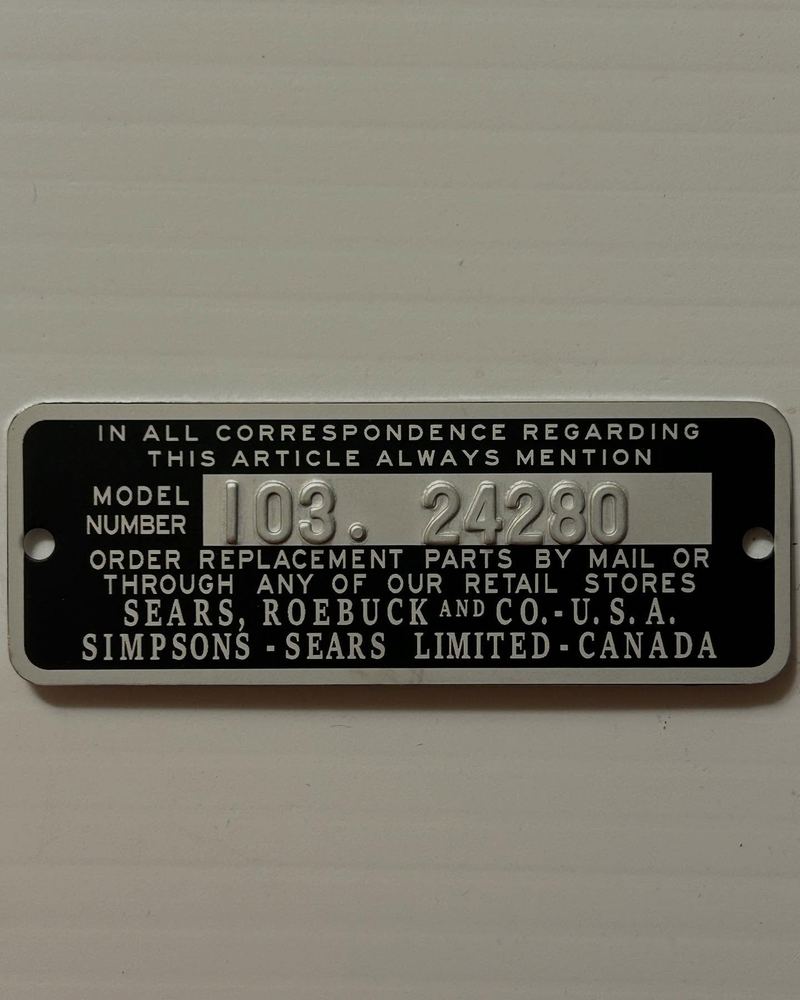 IN ALL CORRESPONDENCE REGARDING
THIS ARTICLE ALWAYS MENTION
MODEL NUMBER 103. 24280
ORDER REPLACEMENT PARTS BY MAIL OR
THROUGH ANY OF OUR RETAIL STORES
SEARS, ROEBUCK AND CO.-U.S.A.
SIMPSONS-SEARS LIMITED-CANADA